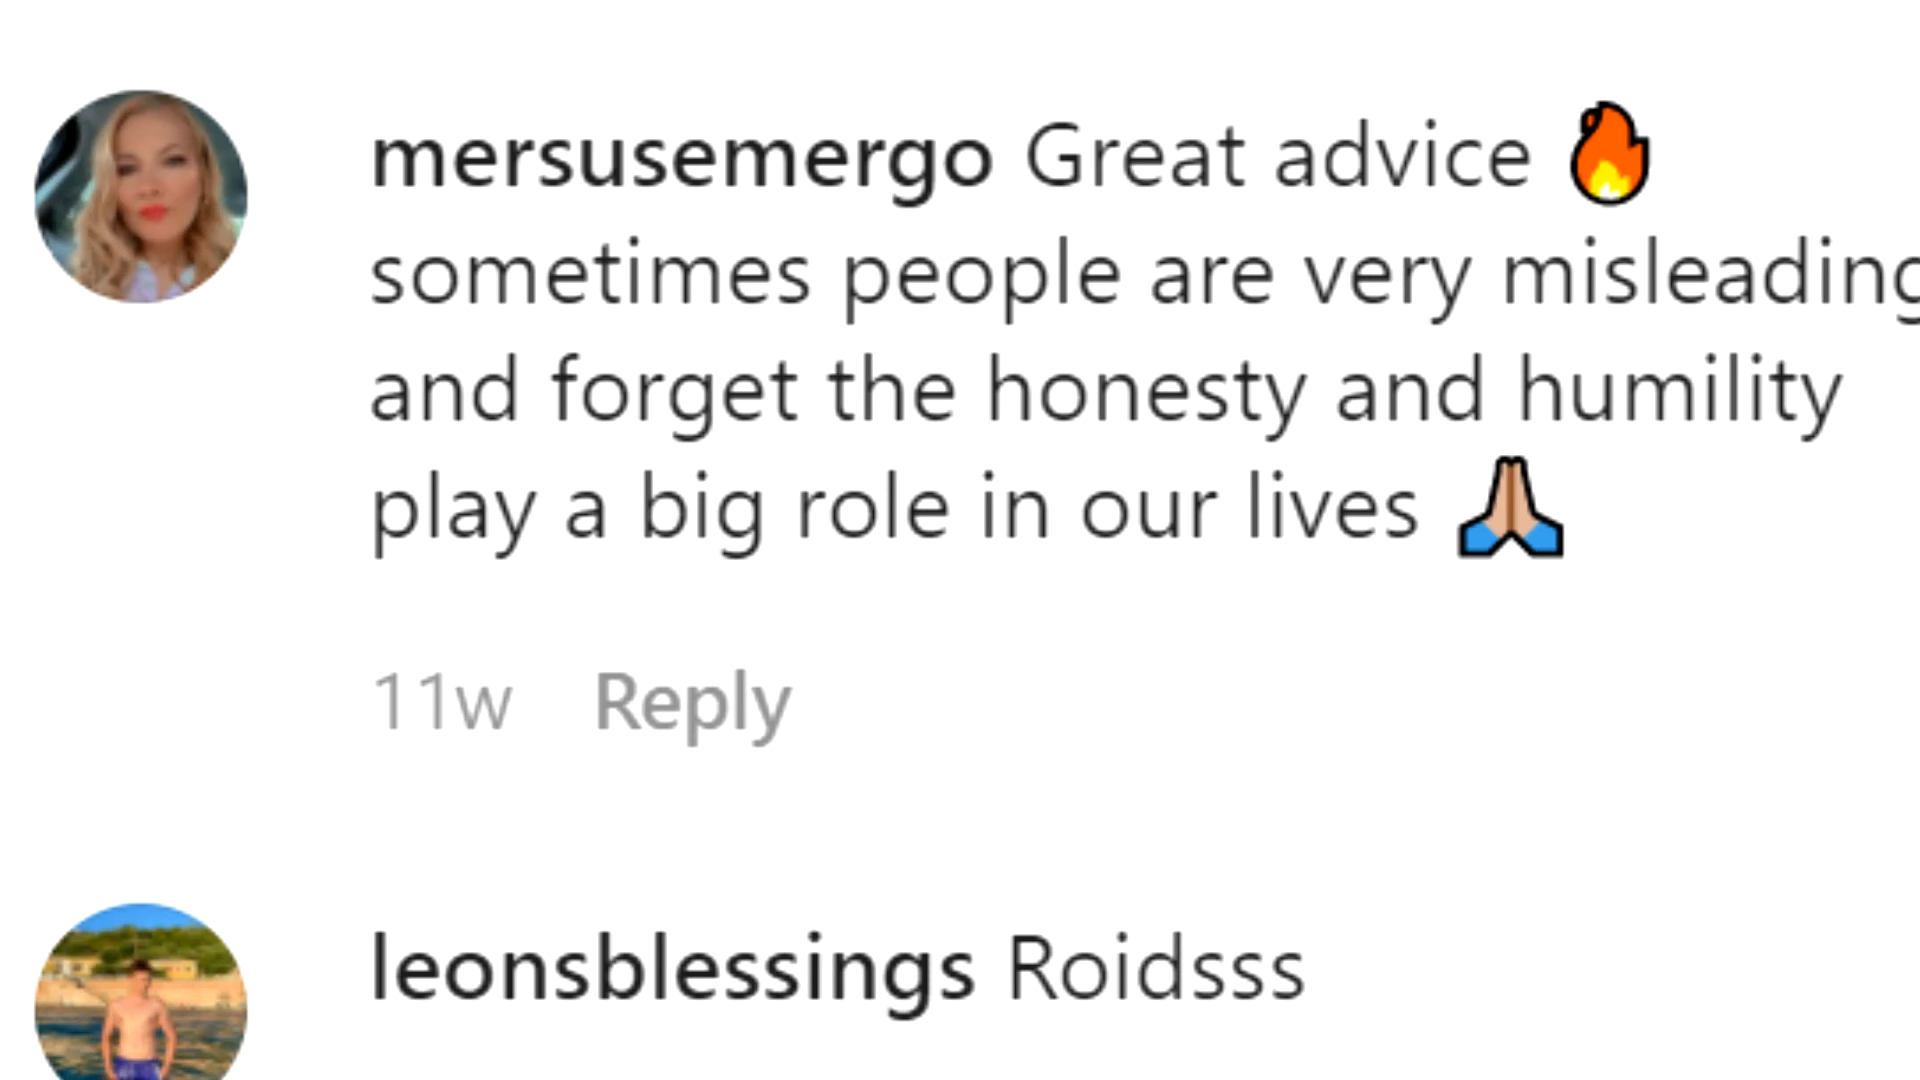 mersusemergo Great advice 🔥
sometimes people are very misleading
and forget the honesty and humility
play a big role in our lives 🙏🏼
11w Reply
leonsblessings Roidsss